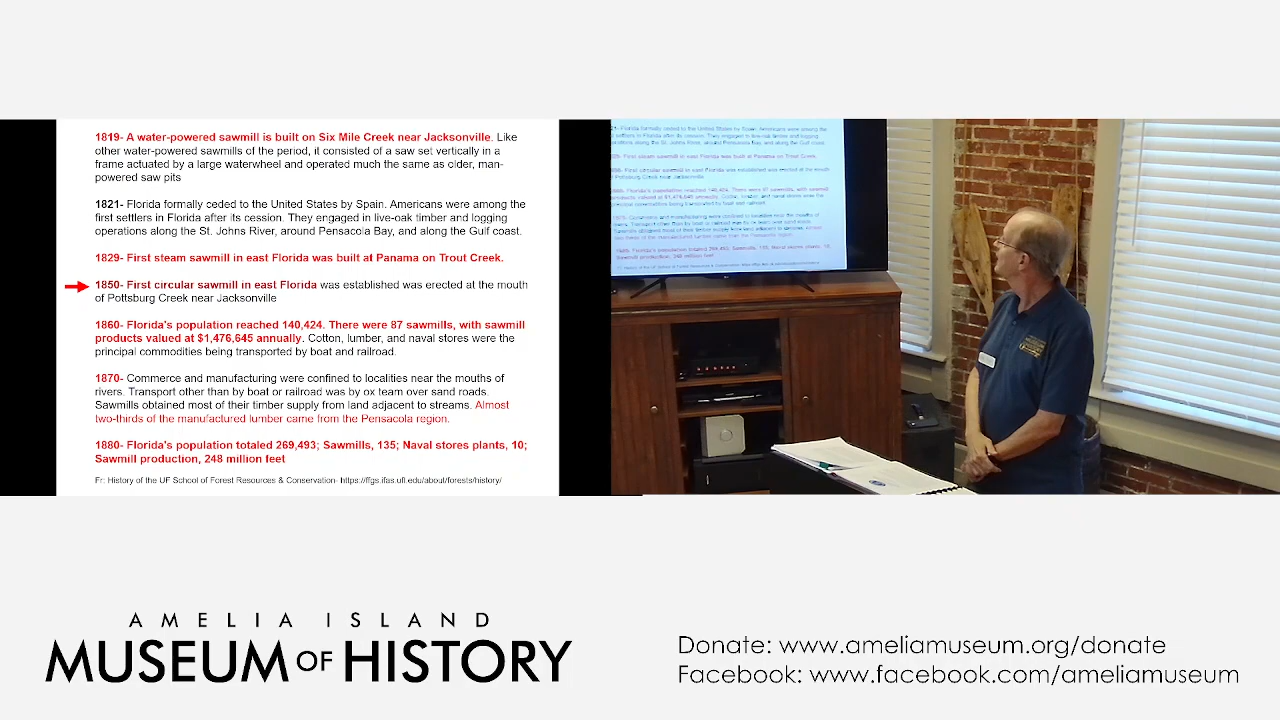 1819- A water-powered sawmill is built on Six Mile Creek near Jacksonville. Like
water-powered sawmills of the period, it consisted of a saw set vertically in a
actuated by a large waterwheel and operated much the same as older, man-
ered saw pits
Florida formally ceded to the United States by Spain. Americans were among the
first settlers in Florida after its session. They engaged in live-oak timber and logging
operations along the St. Johns River, around Pensacola Bay, and along the Gulf coast.
1829- First steam sawmill in east Florida was built at Panama on Trout Creek.
1850- First circular sawmill in east Florida was established was erected at the mouth
of Pottsburg Creek near Jacksonville
1860- Florida's population reached 140,424. There were 87 sawmills, with sawmill
products valued at $1,476,645 annually. Cotton, lumber, and naval stores were the
principal commodities being transported by boat and railroad.
1870- Commerce and manufacturing were confined to localities near the mouths of
rivers. Transport other than by boat or railroad was by ox team over sand roads.
Sawmills obtained most of their timber supply from land adjacent to streams. Almost
two-thirds of the manufactured lumber came from the Pensacola region.
1880- Florida's population totaled 269,493; Sawmills, 135; Naval stores plants, 10;
Sawmill production, 248 million feet
Fr: History of the UF School of Forest Resources & Conservation- https://ffgs.ifas.ufl.edu/about/forests/history/
AMELIA ISLAND
MUSEUM OF HISTORY
Donate: www.ameliamuseum.org/donate
Facebook: www.facebook.com/ameliamuseum